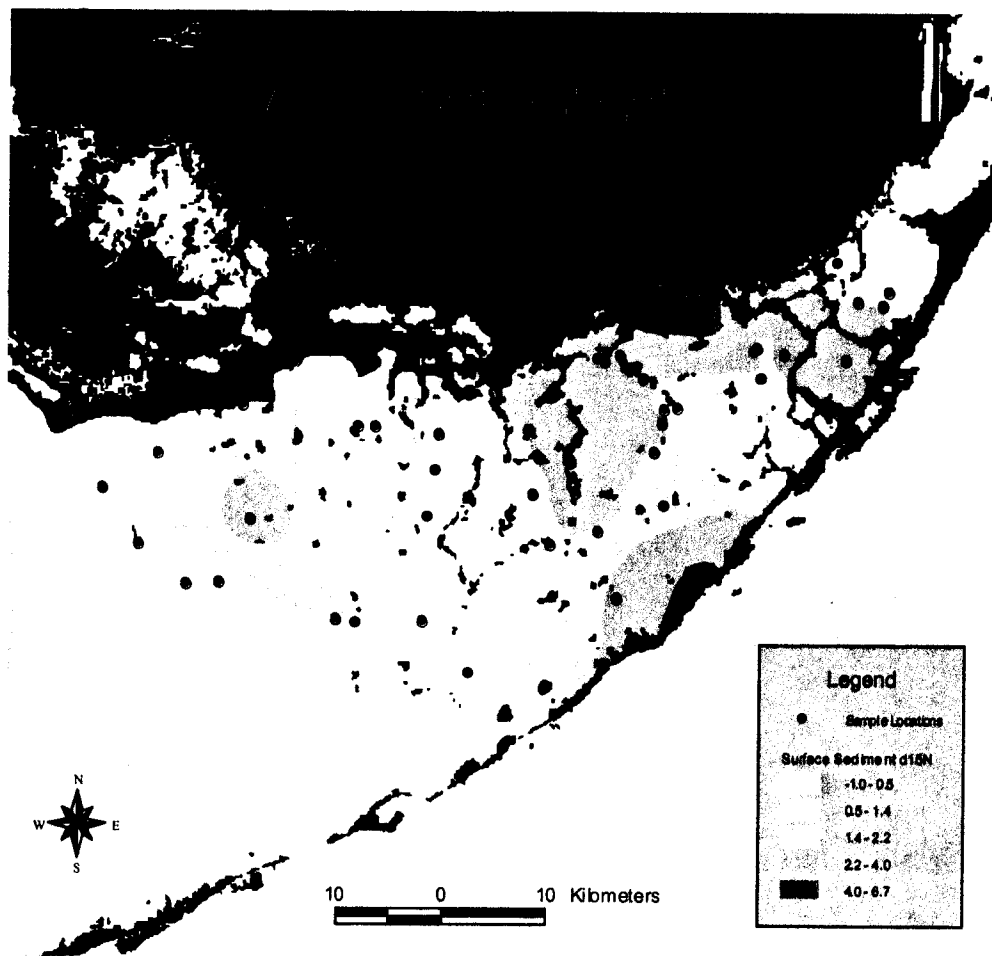 Legend
Sample Locations
Surface Sediment d15N
-1.0 - 0.5
0.5 - 1.4
1.4 - 2.2
2.2 - 4.0
4.0 - 6.7
N
W E
S
10 0 10 Kilometers